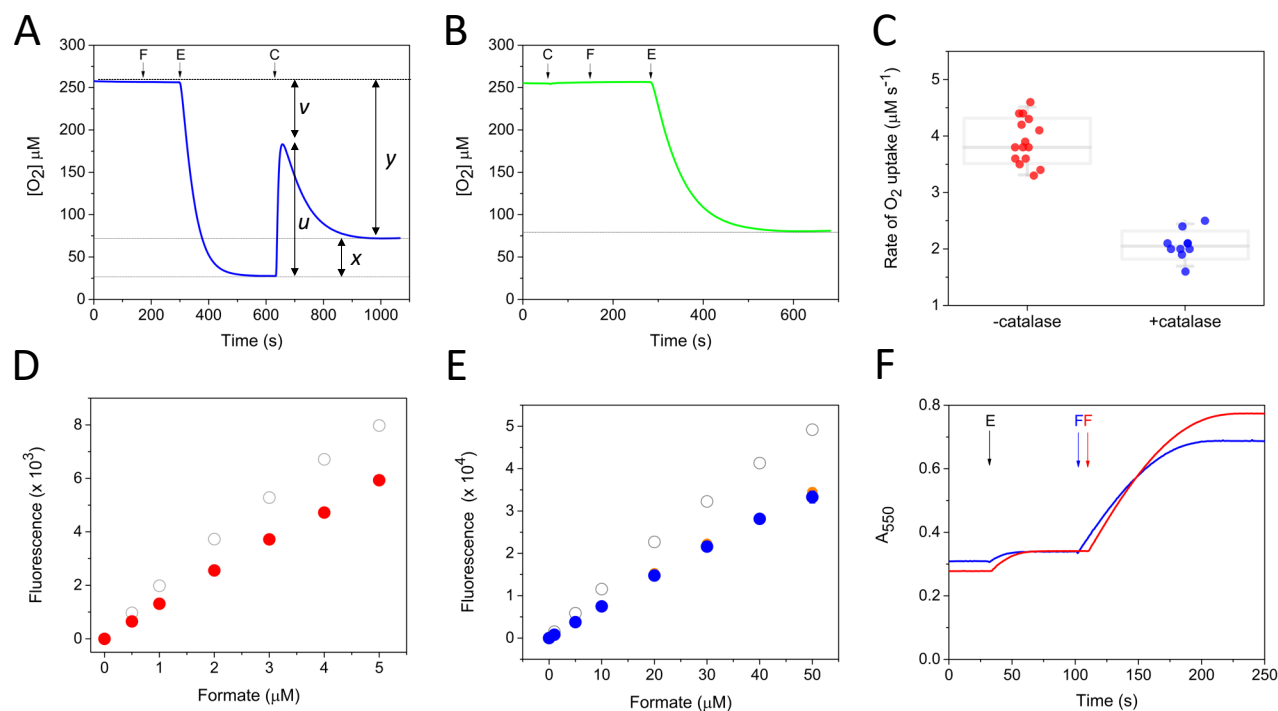 A
F E C
300
250
200
150
100
50
0
[O2] µM
v
y
u
x
0 200 400 600 800 1000
Time (s)
B
C F E
300
250
200
150
100
50
0
[O2] µM
0 200 400 600
Time (s)
C
5
4
3
2
1
Rate of O2 uptake (µM s-1)
-catalase +catalase
D
8
6
4
2
0
Fluorescence (x 10^3)
0 1 2 3 4 5
Formate (µM)
E
5
4
3
2
1
0
Fluorescence (x 10^4)
0 10 20 30 40 50
Formate (µM)
F
E F F
0.8
0.6
0.4
0.2
0.0
A550
0 50 100 150 200 250
Time (s)